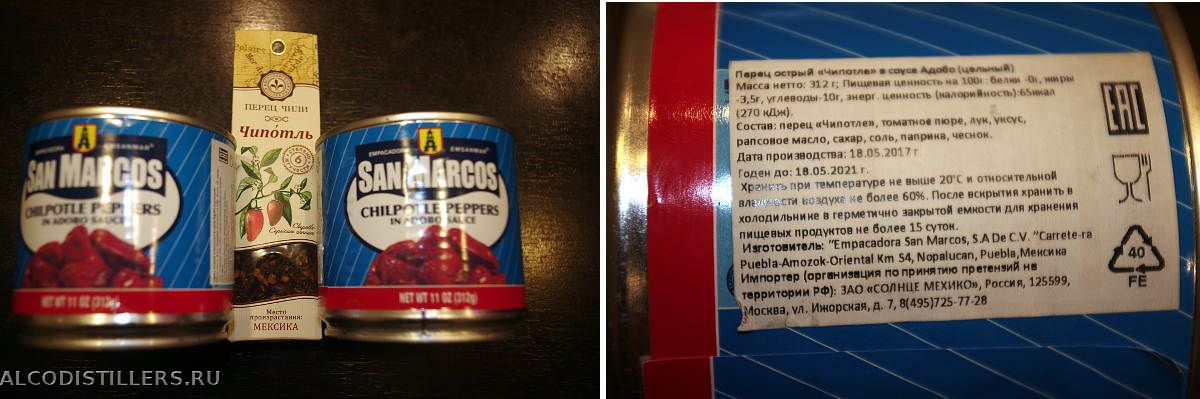 EMPACADORA
EMSANMAR
SAN MARCOS
CHILPOTLE PEPPERS
IN ADOBO SAUCE
NET WT 11 OZ (312g)
Polaire
ПЕРЕЦ ЧИЛИ
Чипотль
6
Место
произрастания:
МЕКСИКА
EMPACADORA
EMSANMAR
SAN MARCOS
CHILPOTLE PEPPERS
IN ADOBO SAUCE
NET WT 11 OZ (312g)
ALCODISTILLERS.RU
Перец острый «Чипотле» в соусе Адобо (цельный)
Масса нетто: 312 г; Пищевая ценность на 100г: белки -0г, жиры
-3,5г, углеводы-10г, энерг. ценность (калорийность):65ккал
(270 кДж).
Состав: перец «Чипотле», томатное пюре, лук, уксус,
рапсовое масло, сахар, соль, паприка, чеснок.
Дата производства: 18.05.2017 г.
Годен до: 18.05.2021 г.
Хранить при температуре не выше 20°С и относительной
влажности воздуха не более 60%. После вскрытия хранить в
холодильнике в герметично закрытой емкости для хранения
пищевых продуктов не более 15 суток.
Изготовитель: "Empacadora San Marcos, S.A De C.V. "Carrete-ra
Puebla-Amozok-Oriental Km 54, Nopalucan, Puebla,Мексика
Импортер (организация по принятию претензий на
территории РФ): ЗАО «СОЛНЦЕ МЕХИКО», Россия, 125599,
Москва, ул. Ижорская, д. 7, 8(495)725-77-28
EAC
40
FE